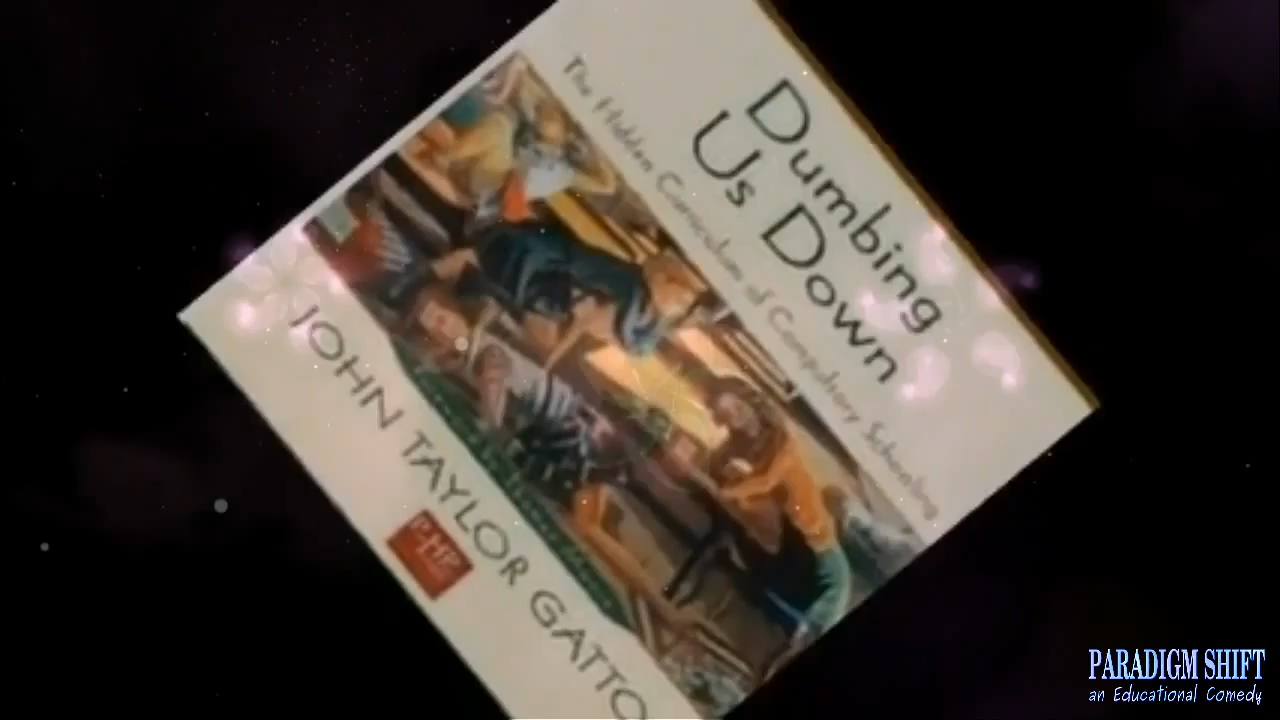 Dumbing
Us Down
The Hidden Curriculum of Compulsory Schooling
JOHN TAYLOR GATTO
PARADIGM SHIFT
an Educational Comedy